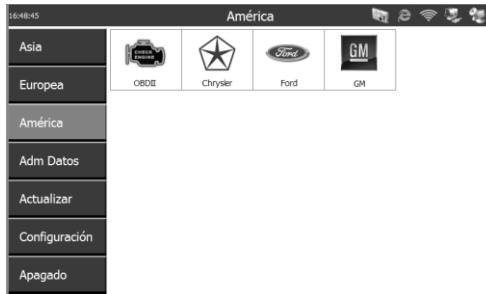 16:48:45
América
Asia
Europea
América
Adm Datos
Actualizar
Configuración
Apagado
CHECK
ENGINE
Ford
GM
OBDII
Chrysler
Ford
GM